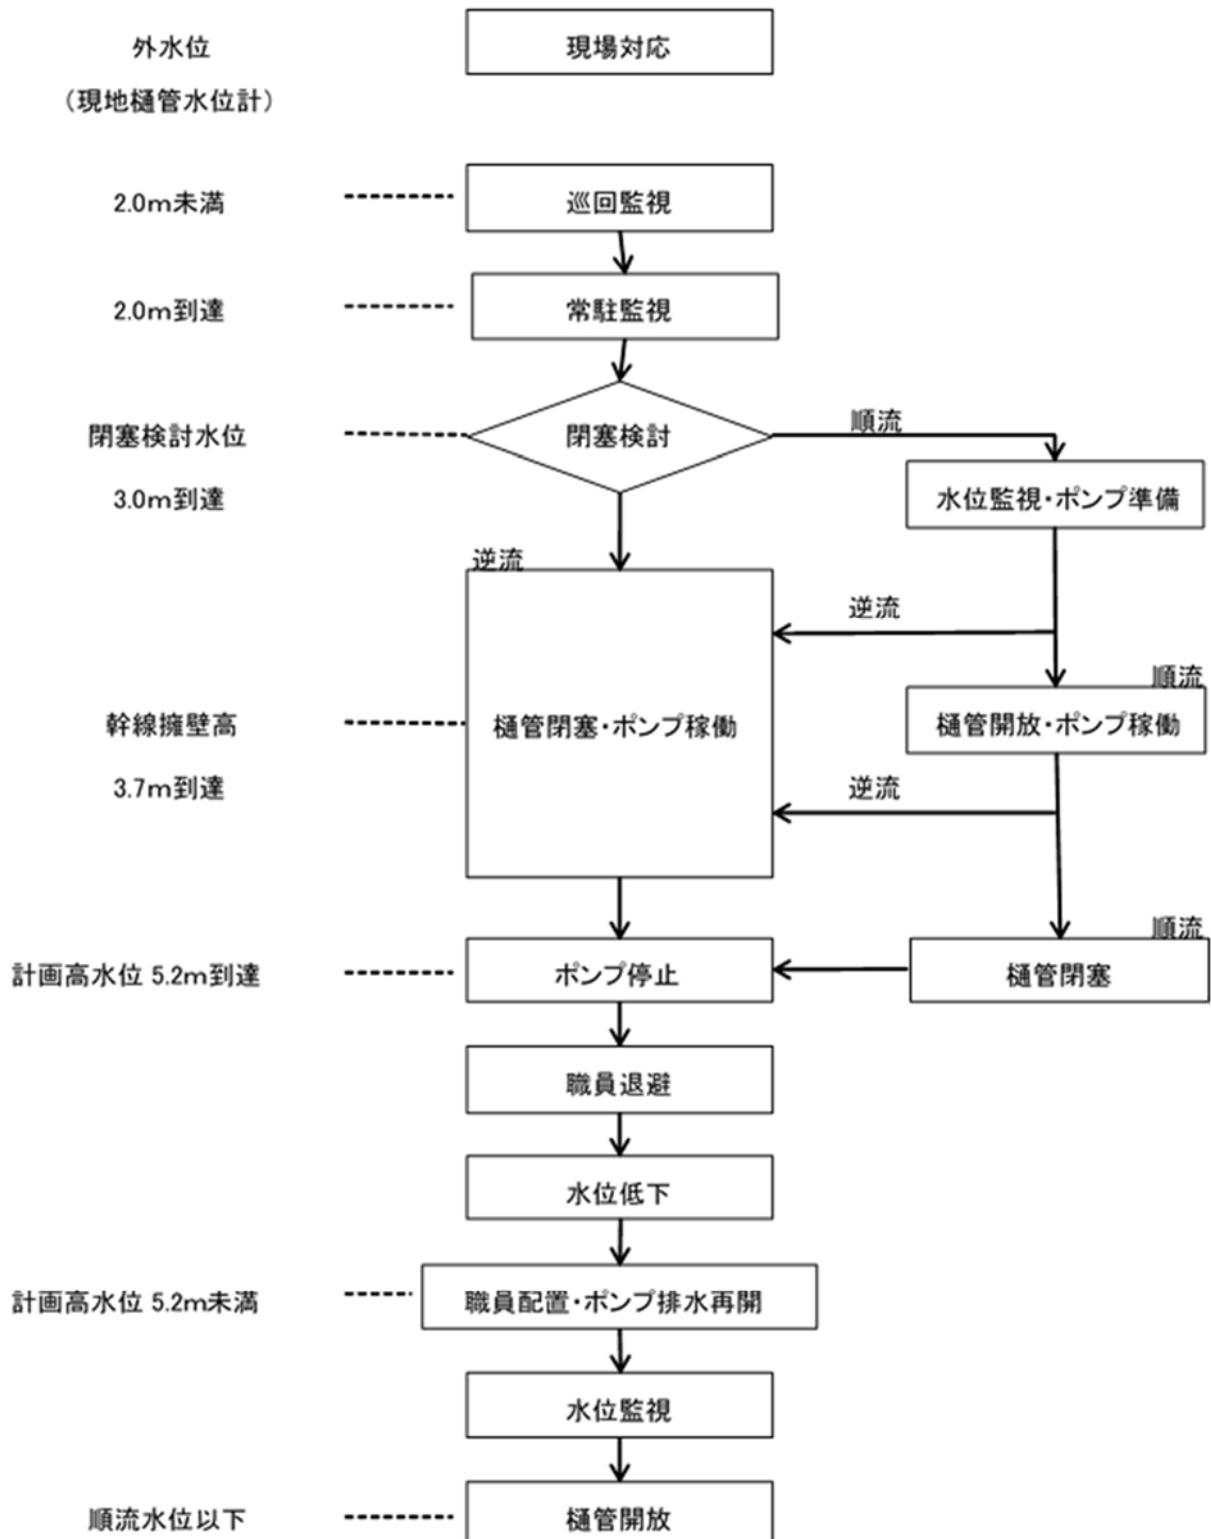 外水位
現場対応
（現地樋管水位計）
2.0m未満
巡回監視
2.0m到達
常駐監視
閉塞検討水位
閉塞検討
順流
3.0m到達
水位監視・ポンプ準備
逆流
逆流
順流
幹線擁壁高
樋管閉塞・ポンプ稼働
樋管開放・ポンプ稼働
3.7m到達
逆流
順流
計画高水位 5.2m到達
ポンプ停止
樋管閉塞
職員退避
水位低下
計画高水位 5.2m未満
職員配置・ポンプ排水再開
水位監視
順流水位以下
樋管開放